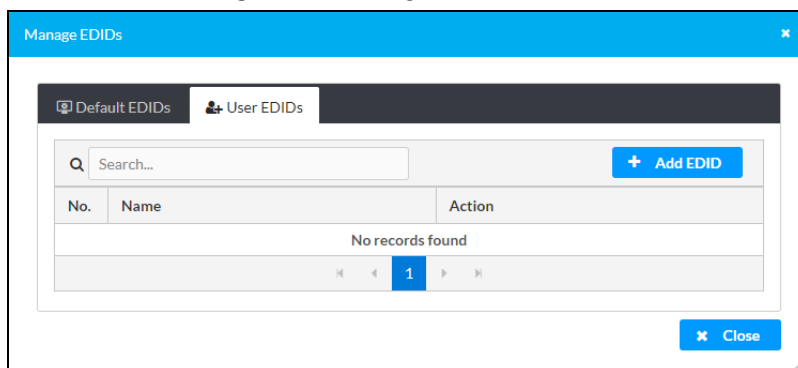 Manage EDIDs
Default EDIDs User EDIDs
Search... + Add EDID
No. Name Action
No records found
1
Close